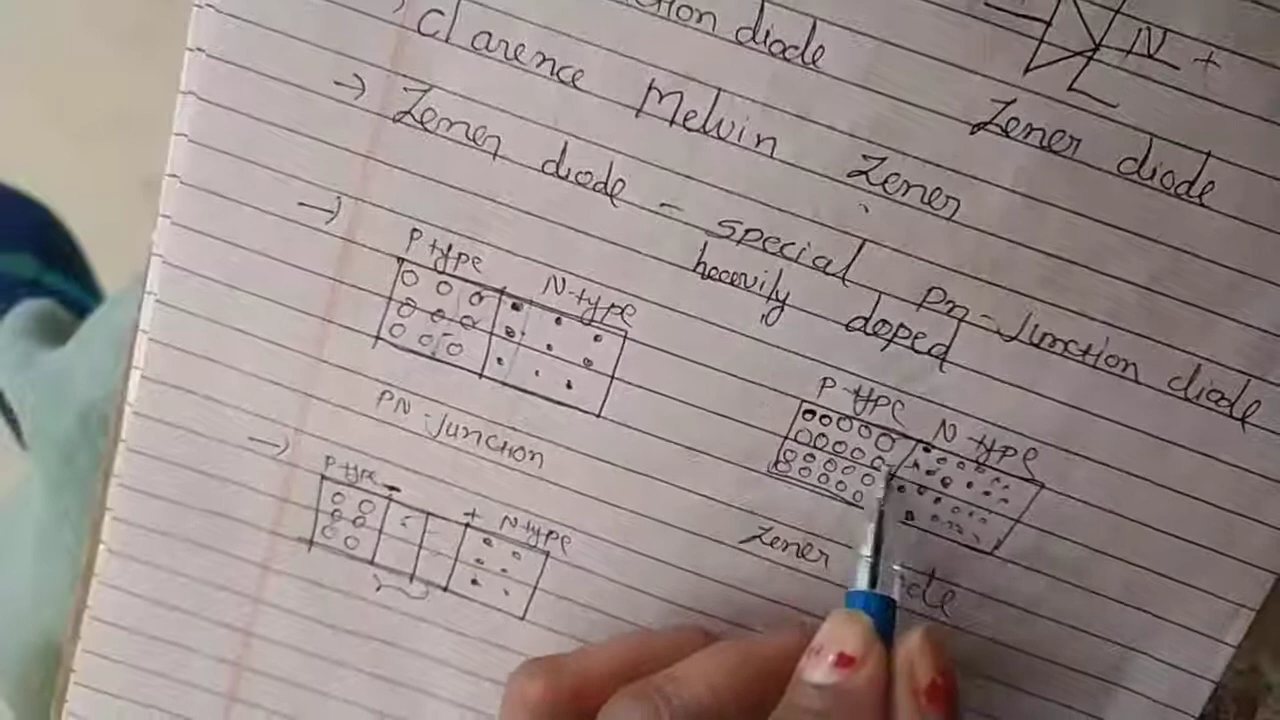 diode
N +
Clarence Melvin Zener
Zener diode
→ Zener diode - special Pn-Junction diode
heavily doped
→ P type N-type
P-type N-type
PN-Junction
Zener
→ P-type - + N-type